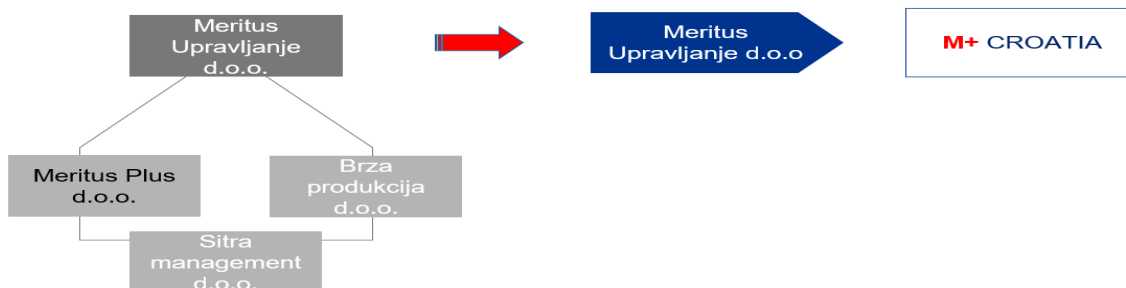 Meritus
Upravljanje
d.o.o.
Meritus
Upravljanje d.o.o
M+ CROATIA
Meritus Plus
d.o.o.
Brza
produkcija
d.o.o.
Sitra
management
d.o.o.